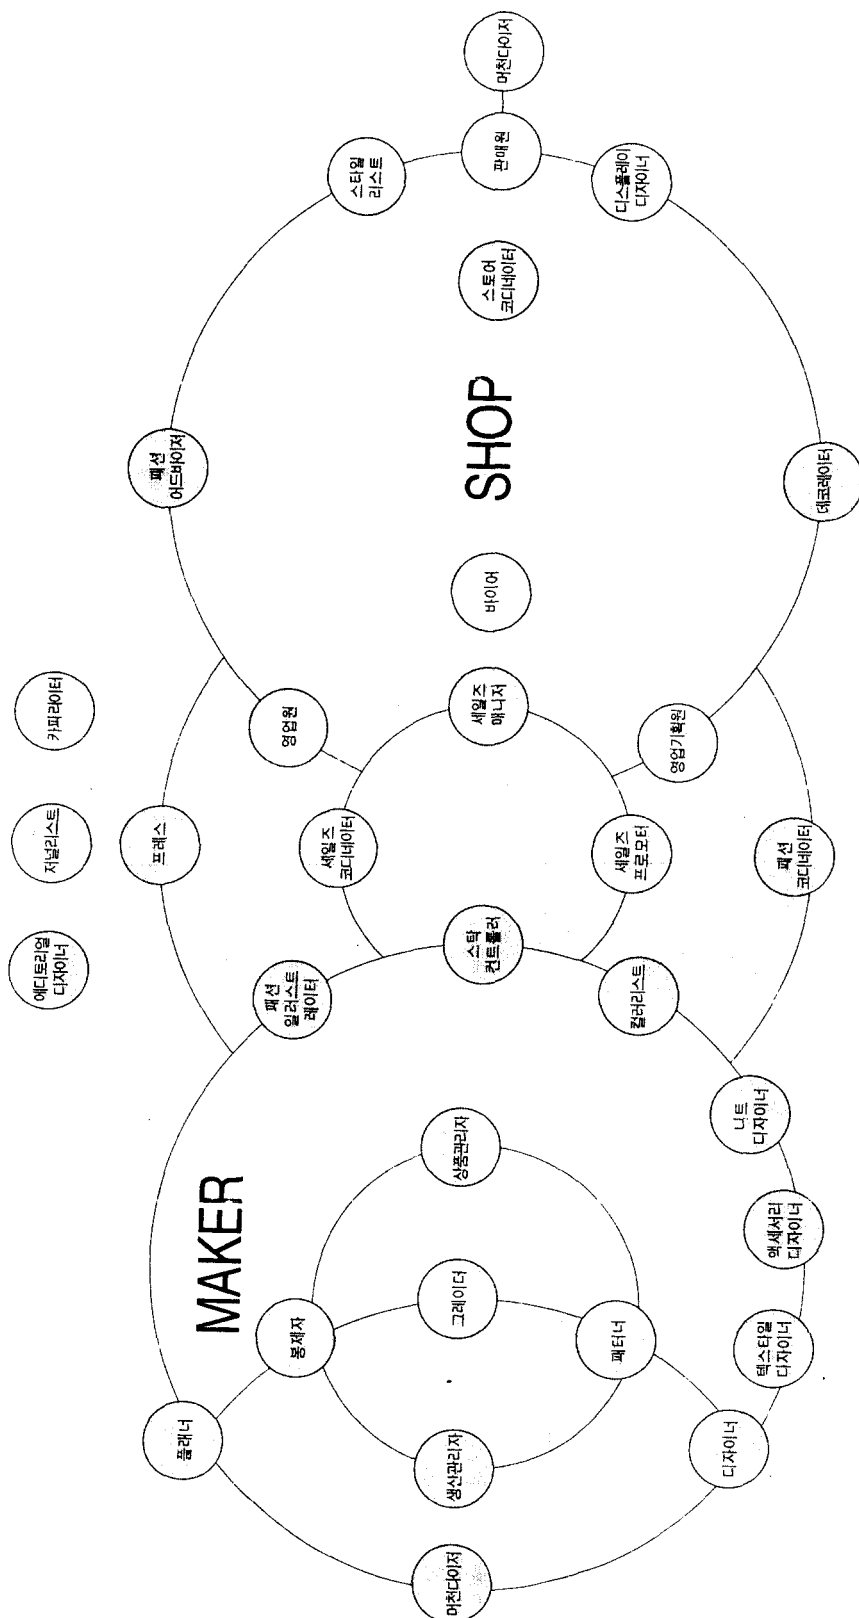 에디토리얼
디자이너
저널리스트
카피라이터
프레스
패션
어드바이저
플래너
MAKER
패션
일러스트
레이터
영업원
봉제자
세일즈
코디네이터
스타일
리스트
머천다이저
생산관리자
그레이더
상품관리자
스탁
컨트롤러
세일즈
매니저
바이어
SHOP
스토어
코디네이터
판매원
머천다이저
패터너
컬러리스트
세일즈
프로모터
영업기획원
디스플레이
디자이너
디자이너
텍스타일
디자이너
액세서리
디자이너
니트
디자이너
패션
코디네이터
데코레이터